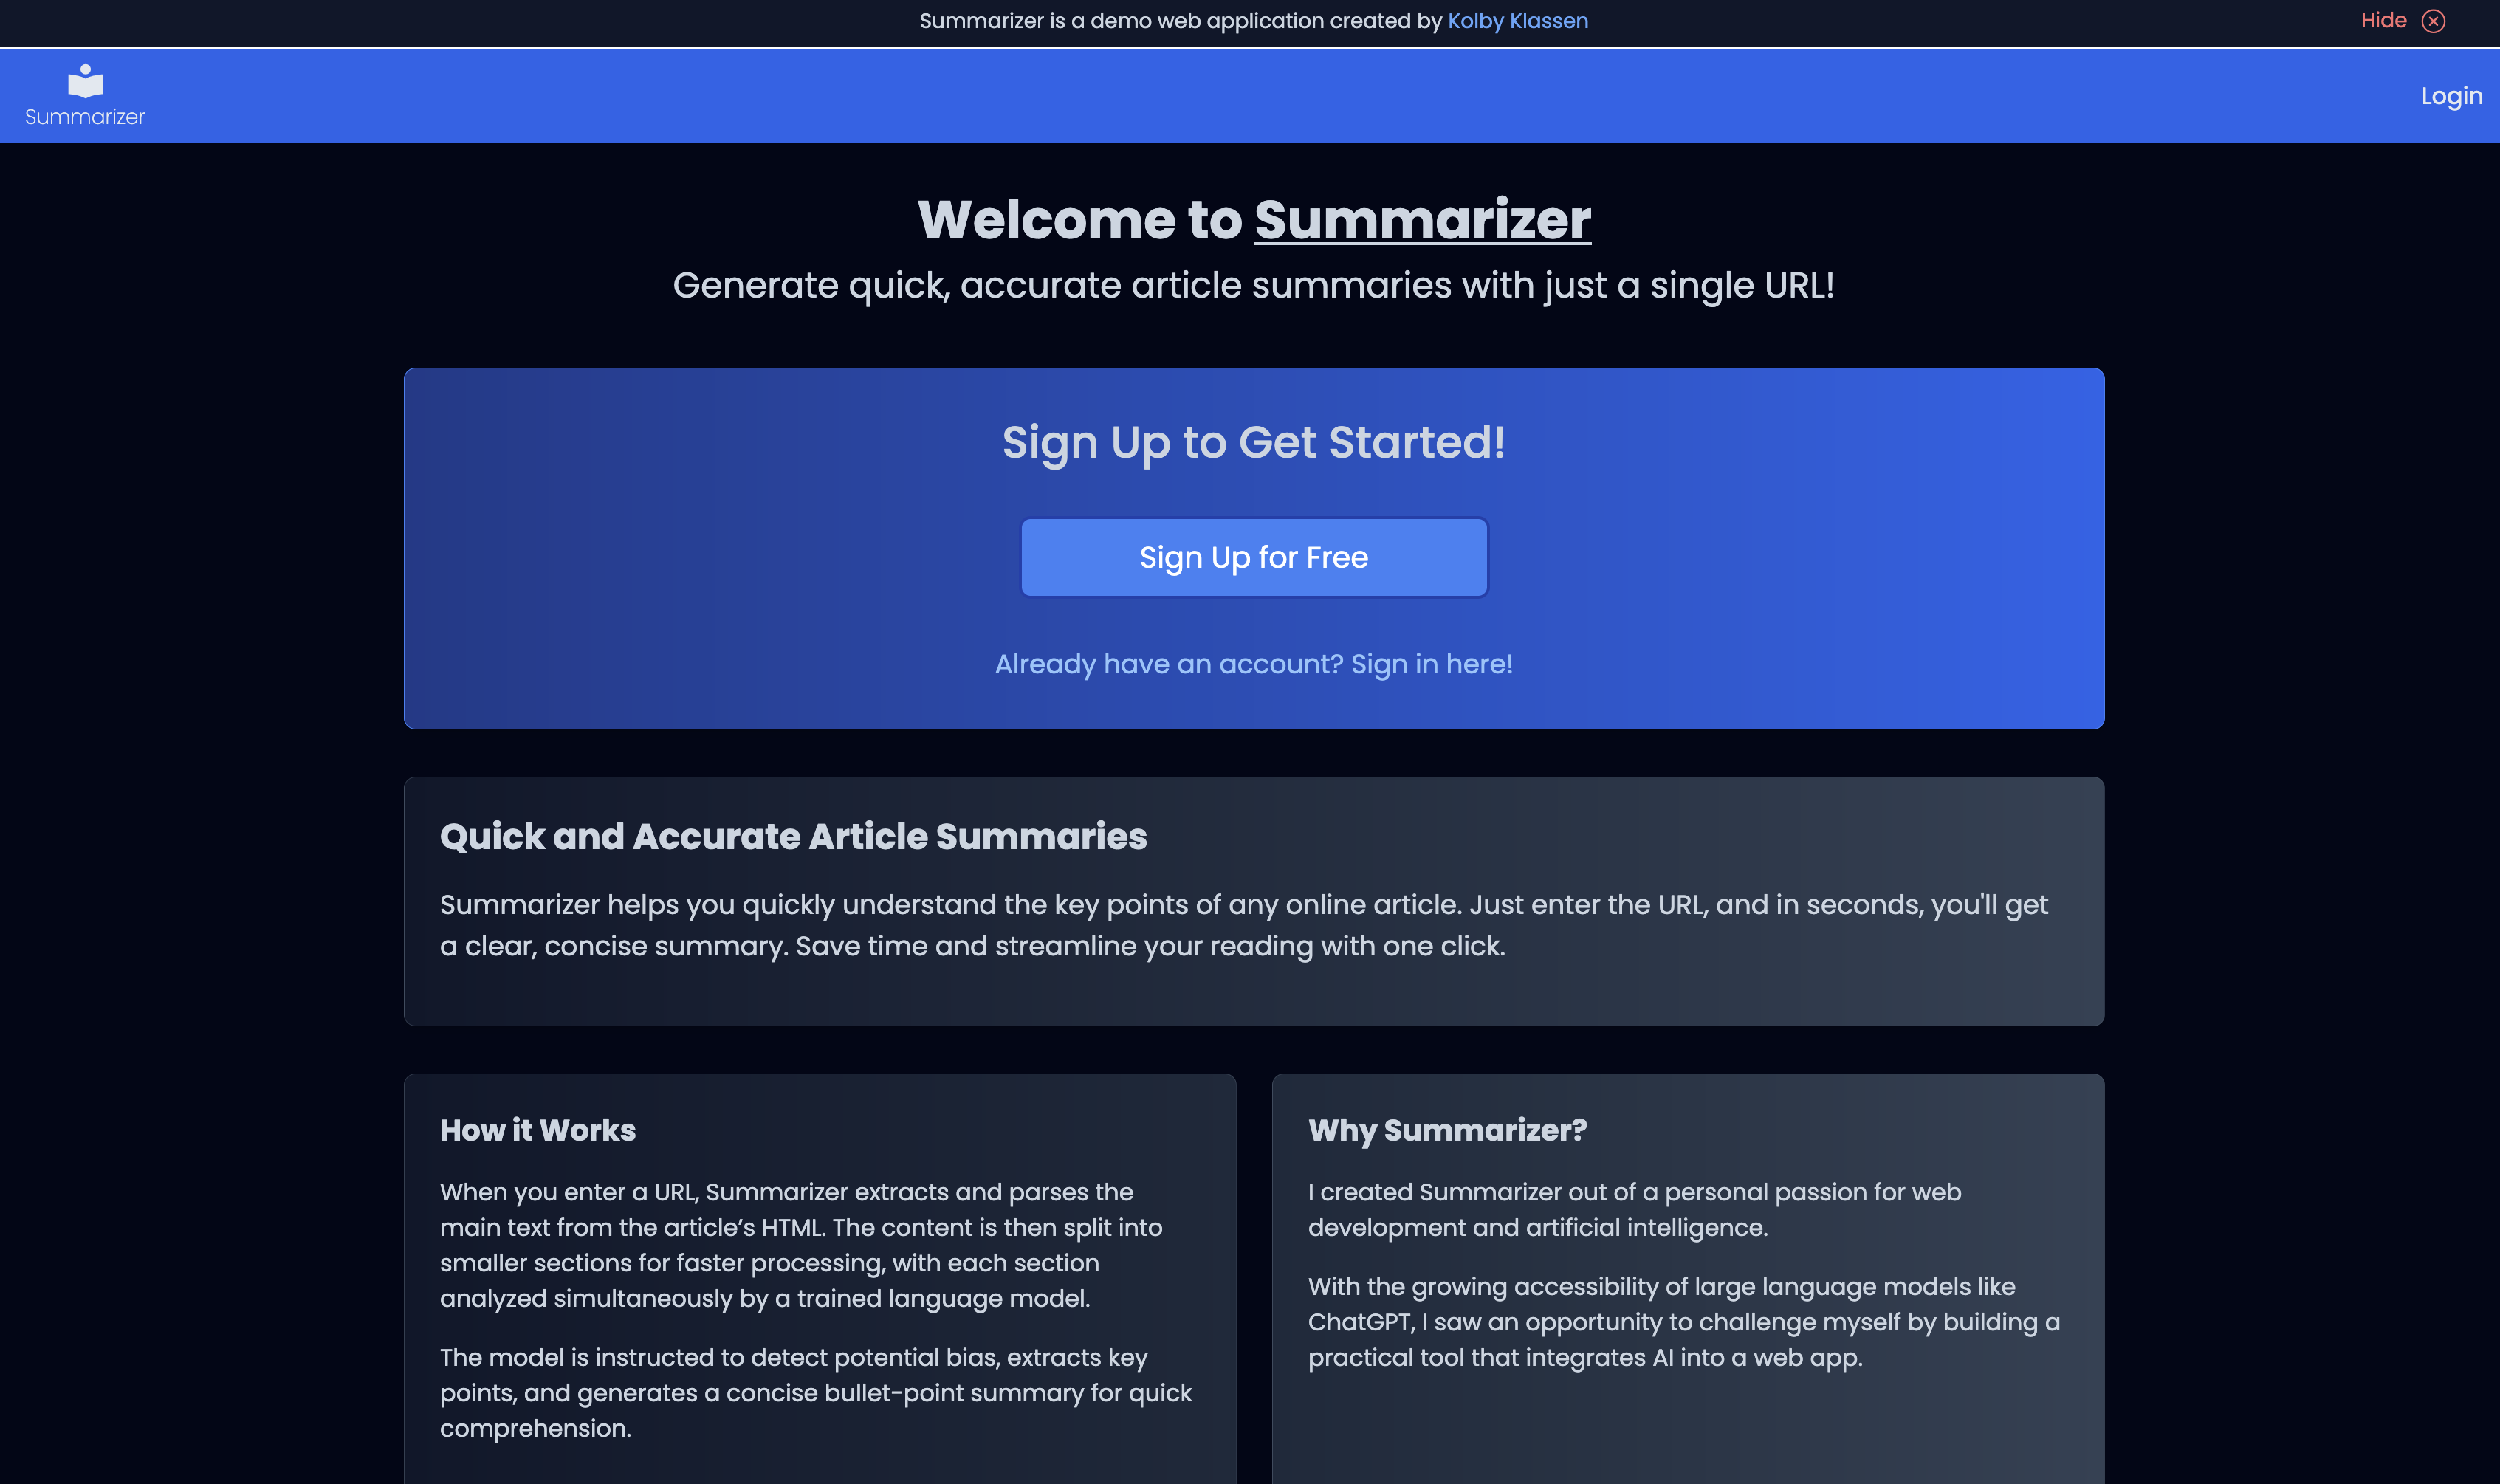 Summarizer is a demo web application created by Kolby Klassen
Hide
Summarizer
Login
Welcome to Summarizer
Generate quick, accurate article summaries with just a single URL!
Sign Up to Get Started!
Sign Up for Free
Already have an account? Sign in here!
Quick and Accurate Article Summaries
Summarizer helps you quickly understand the key points of any online article. Just enter the URL, and in seconds, you'll get
a clear, concise summary. Save time and streamline your reading with one click.
How it Works
When you enter a URL, Summarizer extracts and parses the
main text from the article’s HTML. The content is then split into
smaller sections for faster processing, with each section
analyzed simultaneously by a trained language model.
The model is instructed to detect potential bias, extracts key
points, and generates a concise bullet-point summary for quick
comprehension.
Why Summarizer?
I created Summarizer out of a personal passion for web
development and artificial intelligence.
With the growing accessibility of large language models like
ChatGPT, I saw an opportunity to challenge myself by building a
practical tool that integrates AI into a web app.